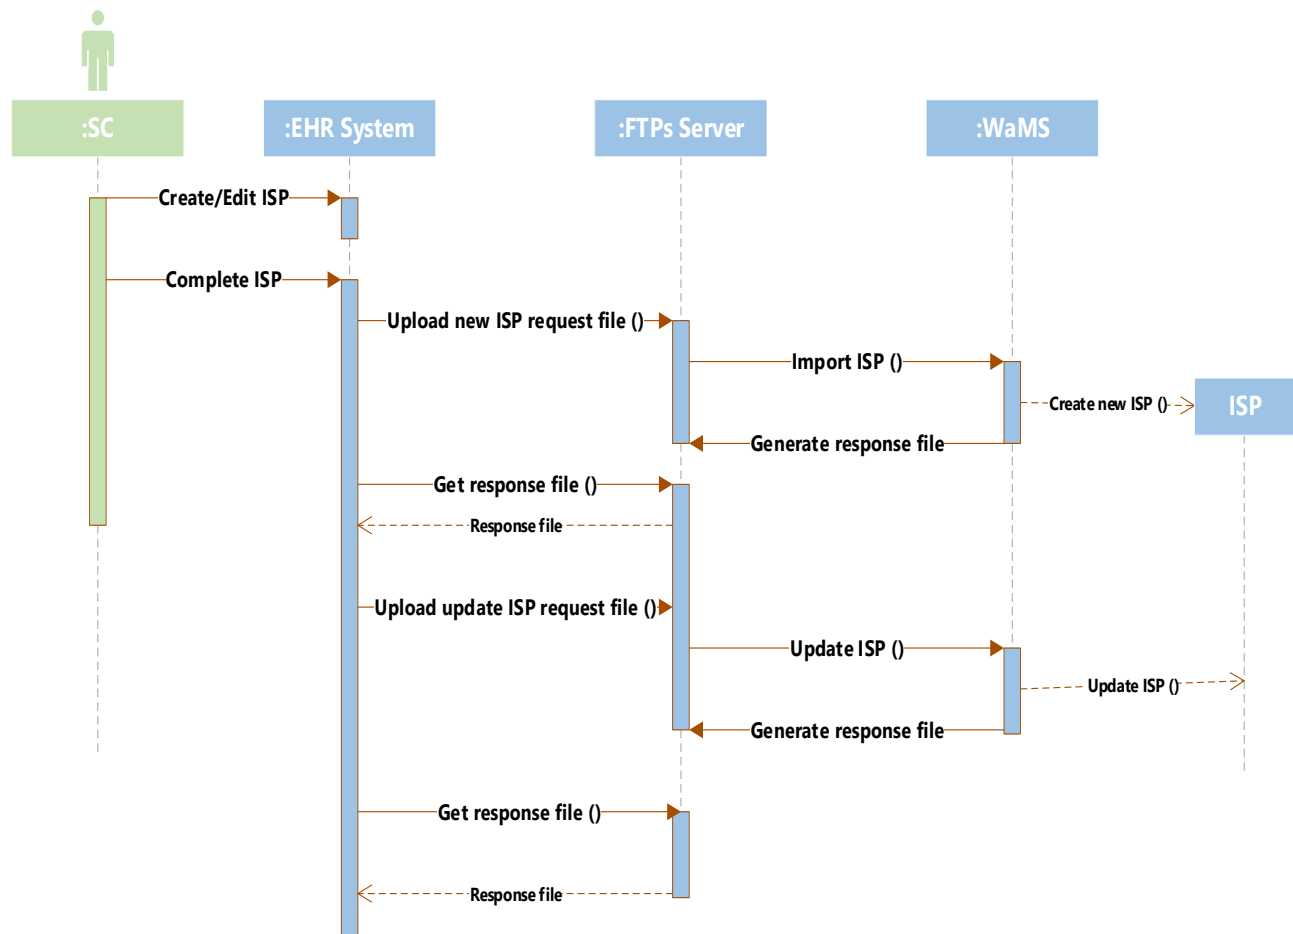 :SC
:EHR System
:FTPs Server
:WaMS
Create/Edit ISP
Complete ISP
Upload new ISP request file ()
Import ISP ()
Create new ISP ()
ISP
Generate response file
Get response file ()
Response file
Upload update ISP request file ()
Update ISP ()
Update ISP ()
Generate response file
Get response file ()
Response file